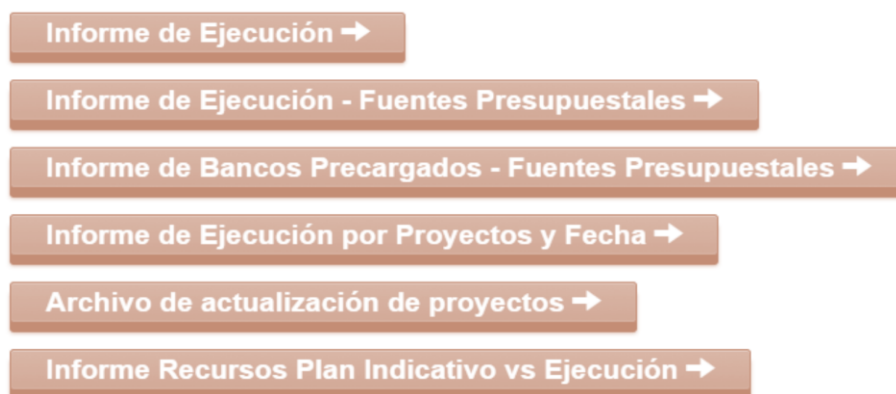 Informe de Ejecución
Informe de Ejecución - Fuentes Presupuestales
Informe de Bancos Precargados - Fuentes Presupuestales
Informe de Ejecución por Proyectos y Fecha
Archivo de actualización de proyectos
Informe Recursos Plan Indicativo vs Ejecución